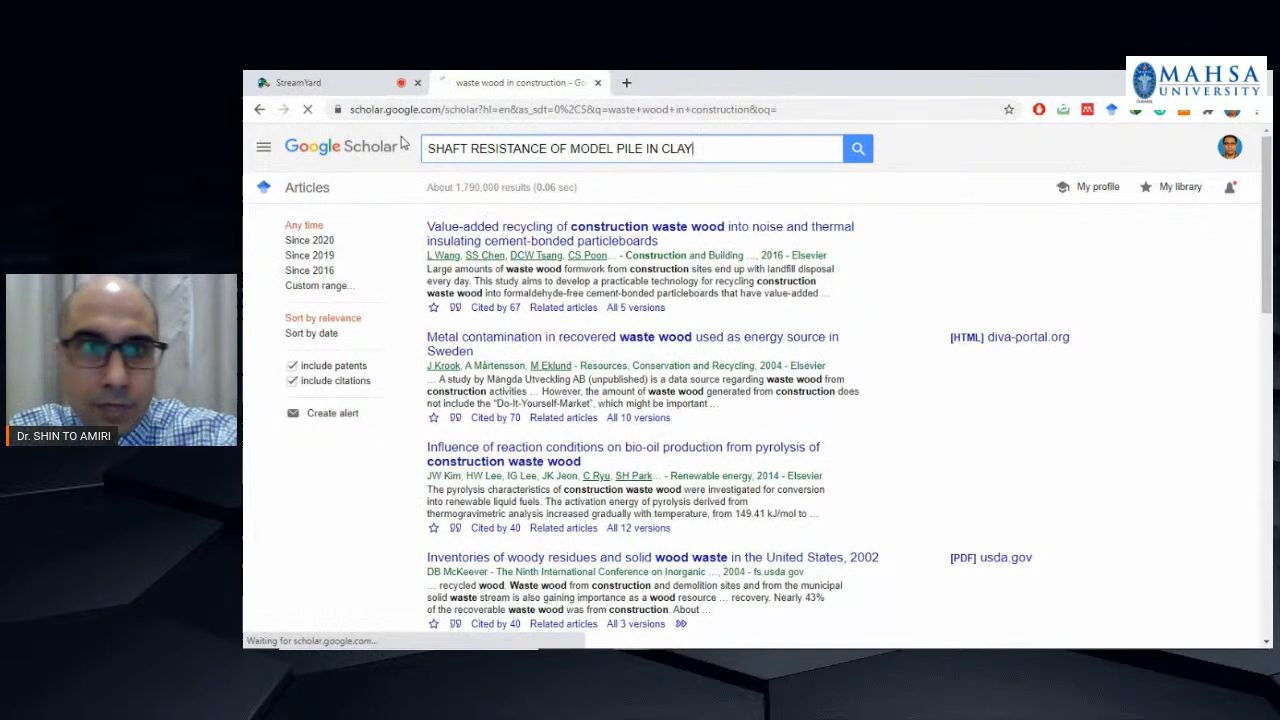 MAHSA
UNIVERSITY
StreamYard
waste wood in construction - Go
scholar.google.com/scholar?hl=en&as_sdt=0%2C5&q=waste+wood+in+construction&oq=
Google Scholar
SHAFT RESISTANCE OF MODEL PILE IN CLAY
Articles
About 1,790,000 results (0.06 sec)
My profile
My library
Any time
Since 2020
Since 2019
Since 2016
Custom range...
Sort by relevance
Sort by date
include patents
include citations
Create alert
Value-added recycling of construction waste wood into noise and thermal
insulating cement-bonded particleboards
L Wang, SS Chen, DCW Tsang, CS Poon... - Construction and Building ..., 2016 - Elsevier
Large amounts of waste wood formwork from construction sites end up with landfill disposal
every day. This study aims to develop a practicable technology for recycling construction
waste wood into formaldehyde-free cement-bonded particleboards that have value-added ...
Cited by 67 Related articles All 5 versions
Metal contamination in recovered waste wood used as energy source in
Sweden
[HTML] diva-portal.org
J Krook, A Mårtensson, M Eklund - Resources, Conservation and Recycling, 2004 - Elsevier
... A study by Mängda Utveckling AB (unpublished) is a data source regarding waste wood from
construction activities ... However, the amount of waste wood generated from construction does
not include the "Do-It-Yourself-Market", which might be important ...
Cited by 70 Related articles All 10 versions
Influence of reaction conditions on bio-oil production from pyrolysis of
construction waste wood
JW Kim, HW Lee, IG Lee, JK Jeon, C Ryu, SH Park... - Renewable energy, 2014 - Elsevier
The pyrolysis characteristics of construction waste wood were investigated for conversion
into renewable liquid fuels. The activation energy of pyrolysis derived from
thermogravimetric analysis increased gradually with temperature, from 149.41 kJ/mol to ...
Cited by 40 Related articles All 12 versions
Inventories of woody residues and solid wood waste in the United States, 2002
[PDF] usda.gov
DB McKeever - The Ninth International Conference on Inorganic ..., 2004 - fs.usda.gov
... recycled wood. Waste wood from construction and demolition sites and from the municipal
solid waste stream is also gaining importance as a wood resource ... recovery. Nearly 43%
of the recoverable waste wood was from construction. About ...
Cited by 40 Related articles All 3 versions
Waiting for scholar.google.com...
Dr. SHIN TO AMIRI